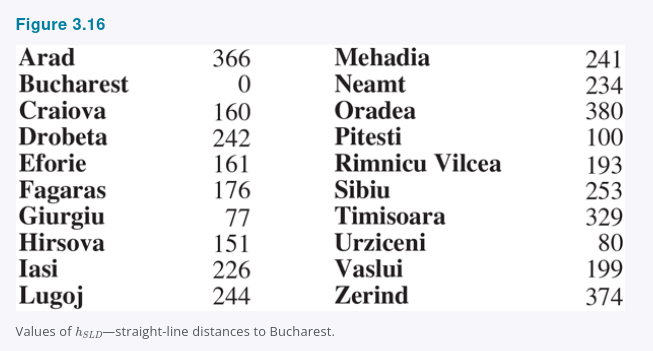 Figure 3.16
Arad 366 Mehadia 241
Bucharest 0 Neamt 234
Craiova 160 Oradea 380
Drobeta 242 Pitesti 100
Eforie 161 Rimnicu Vilcea 193
Fagaras 176 Sibiu 253
Giurgiu 77 Timisoara 329
Hirsova 151 Urziceni 80
Iasi 226 Vaslui 199
Lugoj 244 Zerind 374
Values of hSLD—straight-line distances to Bucharest.